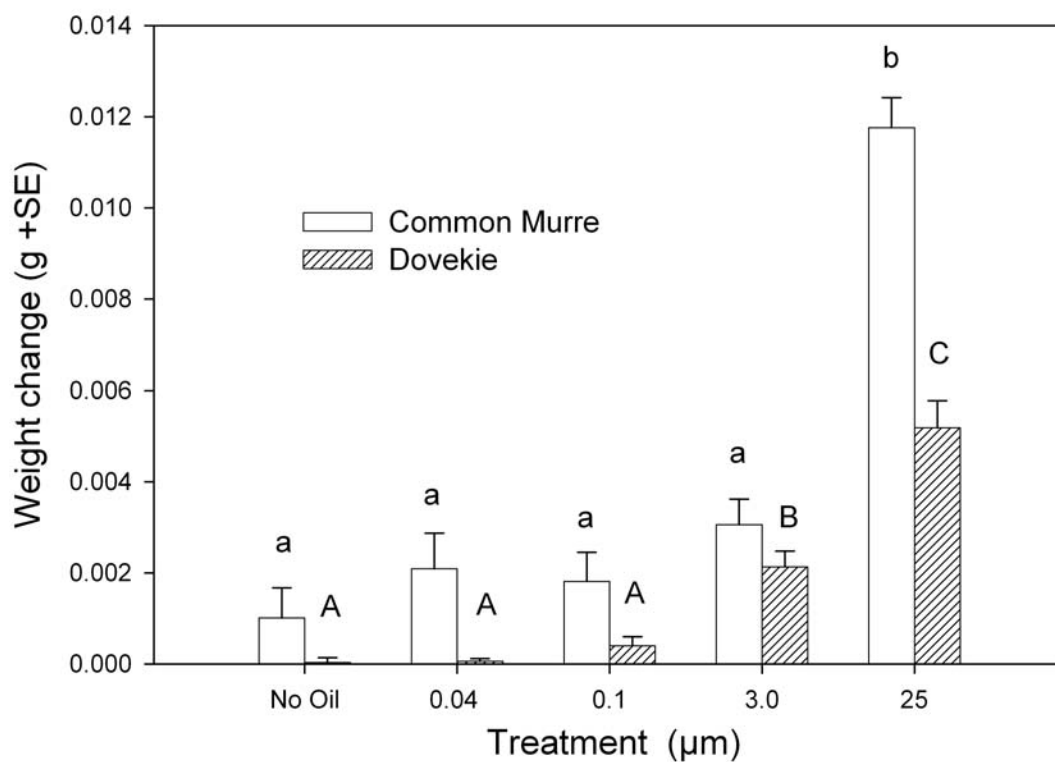 0.014
0.012
0.010
0.008
0.006
0.004
0.002
0.000
Weight change (g +SE)
Common Murre
Dovekie
a
A
a
A
a
A
a
B
b
C
No Oil
0.04
0.1
3.0
25
Treatment (µm)